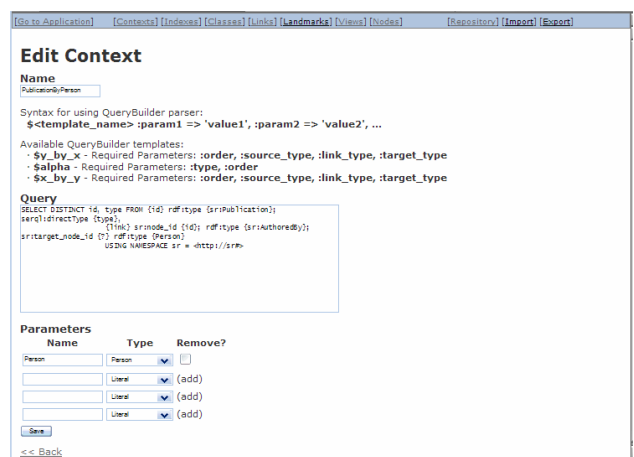 [Go to Application] [Contexts] [Indexes] [Classes] [Links] [Landmarks] [Views] [Nodes] [Repository] [Import] [Export]
Edit Context
Name
PublicationByPerson
Syntax for using QueryBuilder parser:
$<template_name> :param1 => 'value1', :param2 => 'value2', ...
Available QueryBuilder templates:
· $y_by_x - Required Parameters: :order, :source_type, :link_type, :target_type
· $alpha - Required Parameters: :type, :order
· $x_by_y - Required Parameters: :order, :source_type, :link_type, :target_type
Query
SELECT DISTINCT id, type FROM {id} rdf:type {sr:Publication};
serql:directType {type},
{link} sr:node_id {id}; rdf:type {sr:AuthoredBy};
sr:target_node_id {?} rdf:type {Person}
USING NAMESPACE sr = <http://sr#>
Parameters
Name Type Remove?
Person Person
Literal (add)
Literal (add)
Literal (add)
Save
<< Back